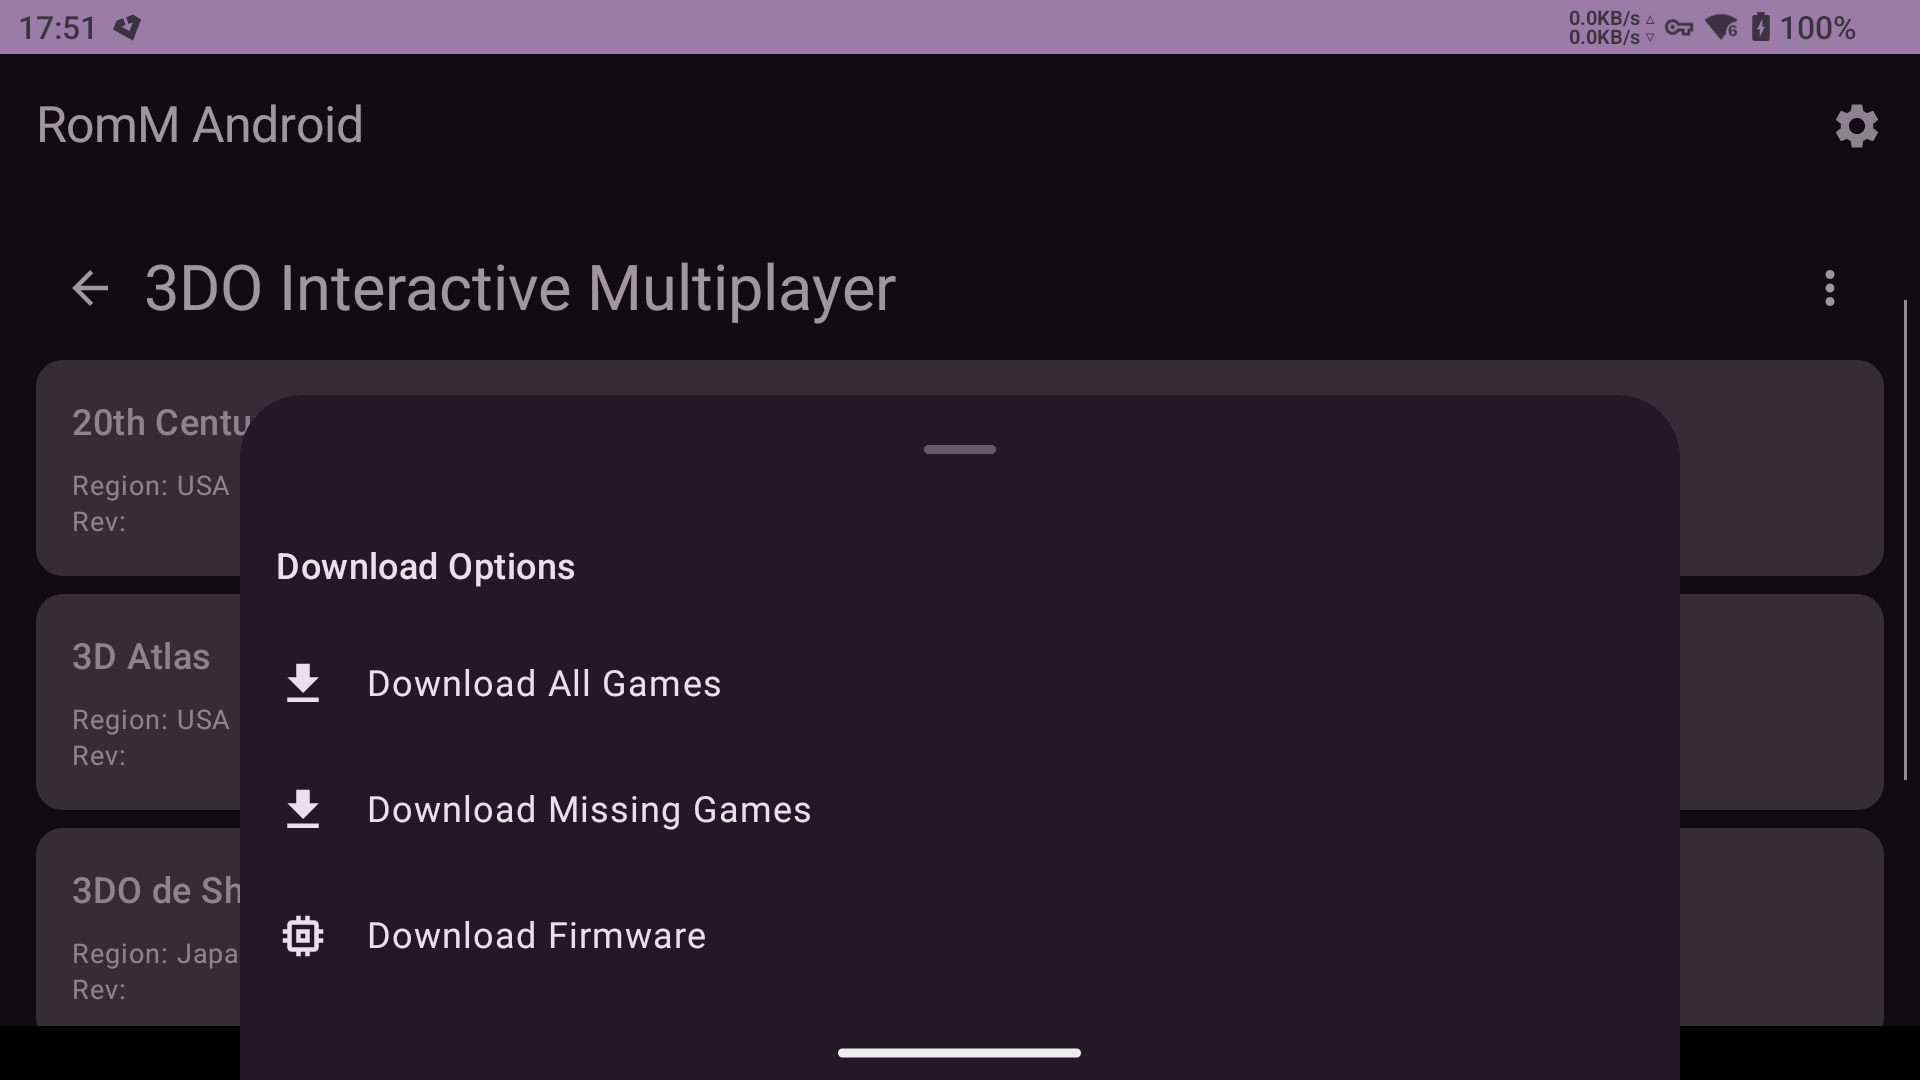 17:51
0.0KB/s
0.0KB/s
6
100%
RomM Android
3DO Interactive Multiplayer
20th Centu
Region: USA
Rev:
3D Atlas
Region: USA
Rev:
3DO de Sh
Region: Japa
Rev:
Download Options
Download All Games
Download Missing Games
Download Firmware